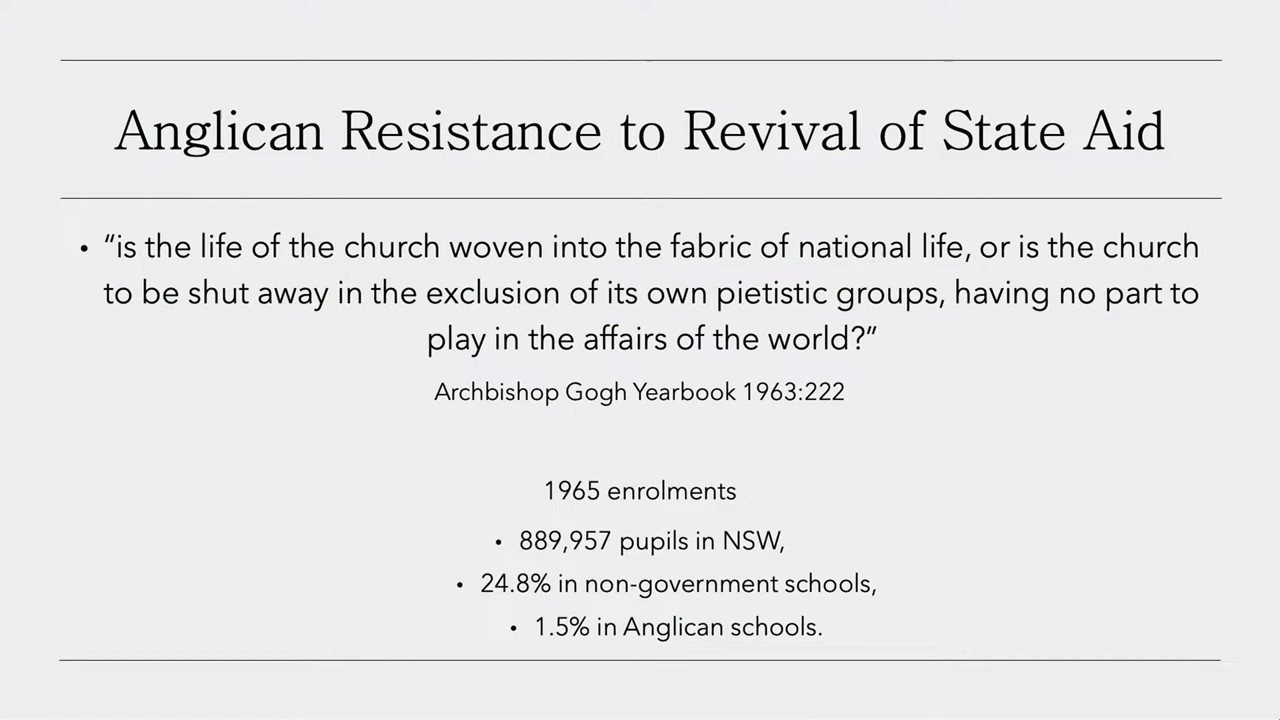 Anglican Resistance to Revival of State Aid
• “is the life of the church woven into the fabric of national life, or is the church
to be shut away in the exclusion of its own pietistic groups, having no part to
play in the affairs of the world?”
Archbishop Gogh Yearbook 1963:222
1965 enrolments
• 889,957 pupils in NSW,
• 24.8% in non-government schools,
• 1.5% in Anglican schools.